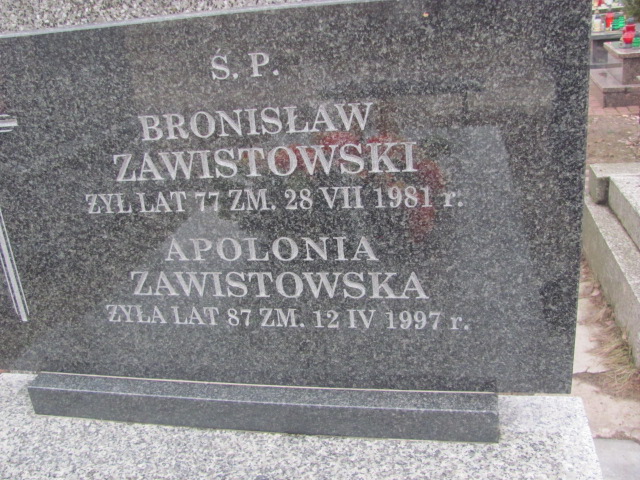 Ś. P.
BRONISŁAW
ZAWISTOWSKI
ŻYŁ LAT 77 ZM. 28 VII 1981 r.
APOLONIA
ZAWISTOWSKA
ŻYŁA LAT 87 ZM. 12 IV 1997 r.